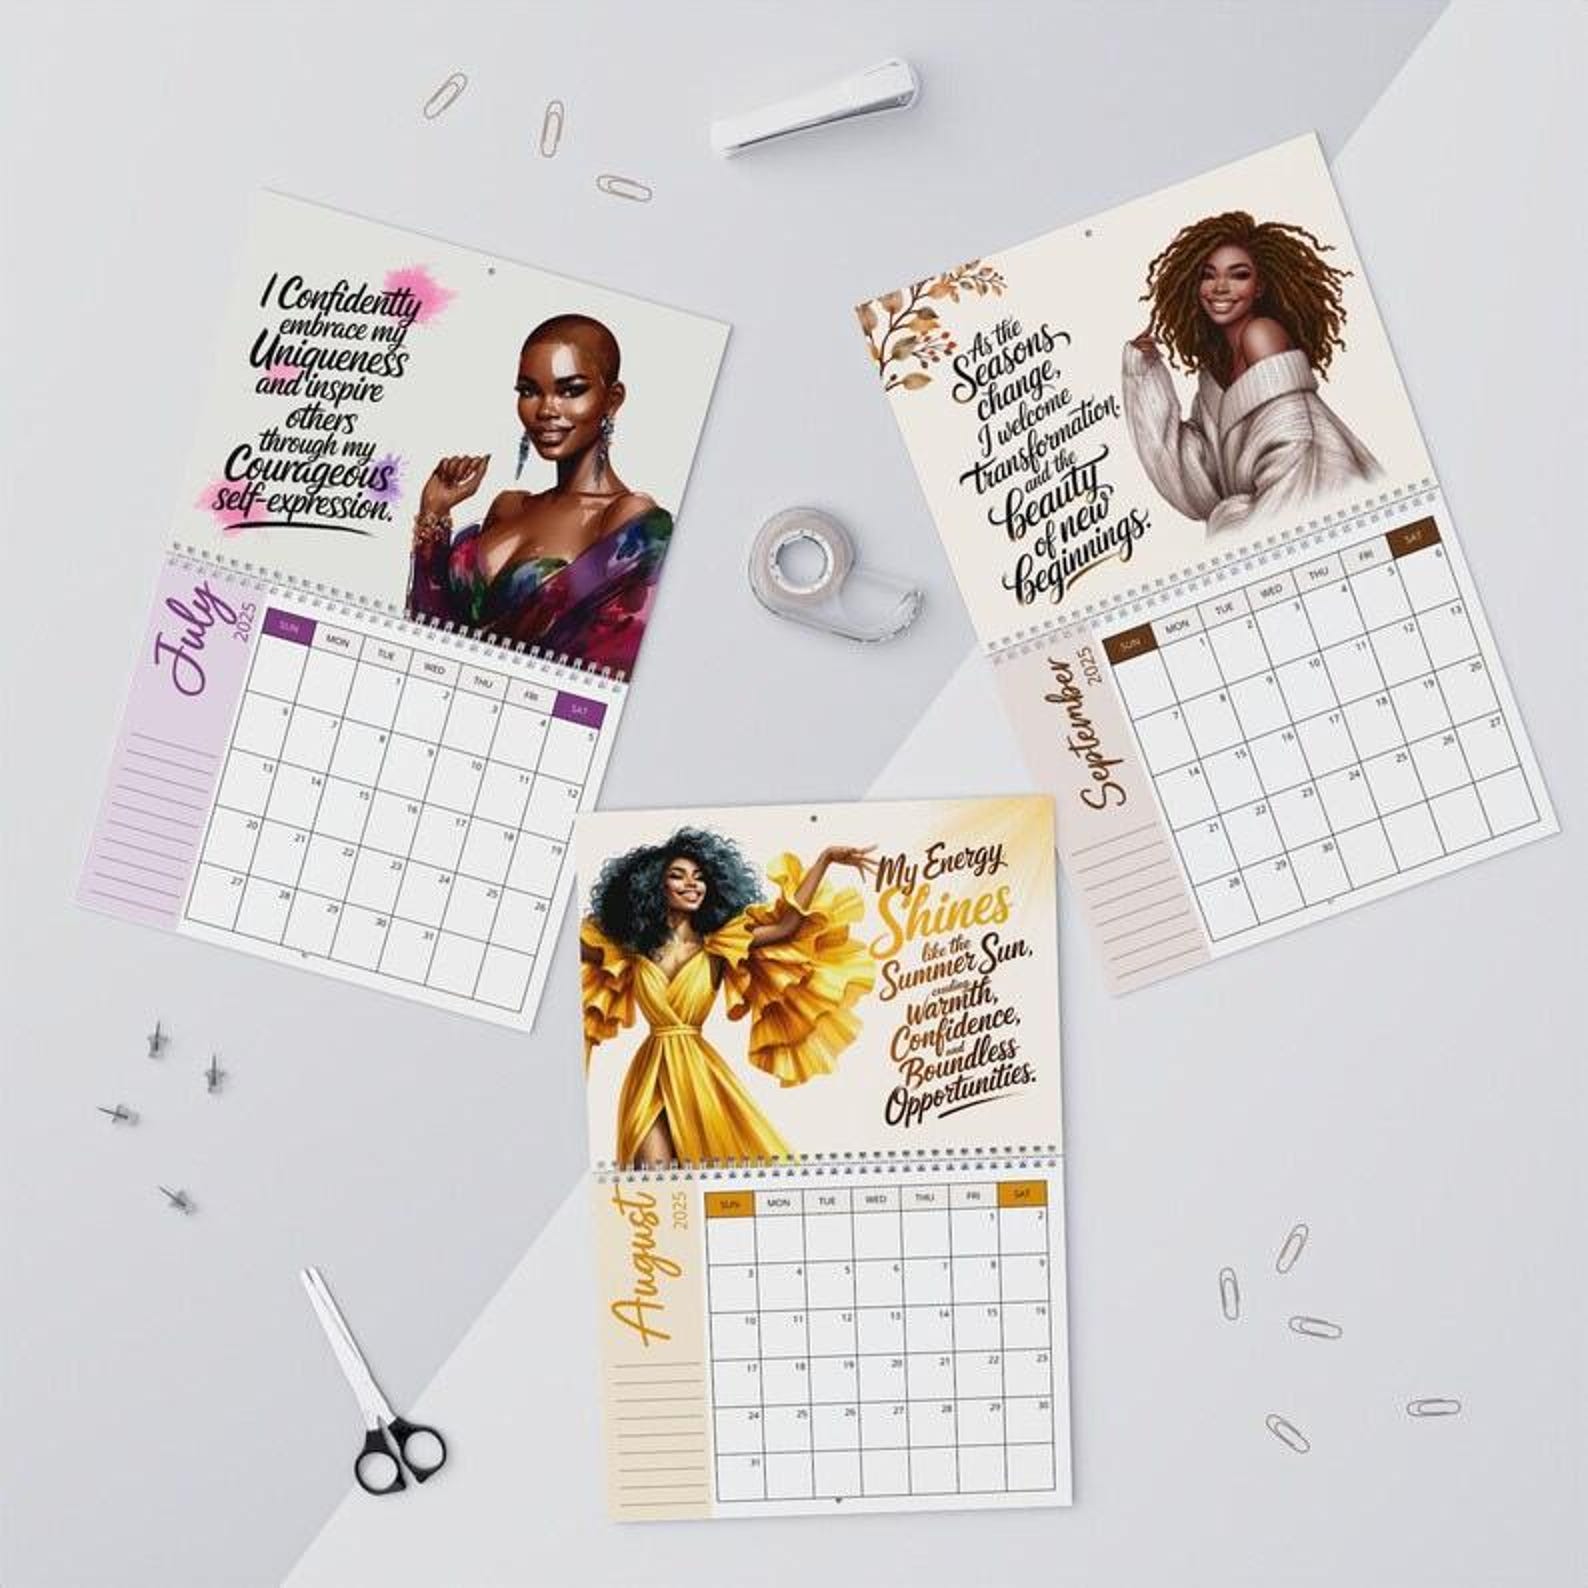 I Confidently
embrace my
Uniqueness
and inspire
others
through my
Courageous
self-expression.
July
2025
SUN MON TUE WED THU FRI SAT
1 2 3 4 5
6 7 8 9 10 11 12
13 14 15 16 17 18 19
20 21 22 23 24 25 26
27 28 29 30 31
As the
Seasons
change,
I welcome
transformation
and the
beauty
of new
beginnings.
September
2025
SUN MON TUE WED THU FRI SAT
1 2 3 4 5 6
7 8 9 10 11 12 13
14 15 16 17 18 19 20
21 22 23 24 25 26 27
28 29 30
My Energy
Shines
like the
Summer Sun,
creating
Warmth,
Confidence,
and
Boundless
Opportunities.
August
2025
SUN MON TUE WED THU FRI SAT
1 2
3 4 5 6 7 8 9
10 11 12 13 14 15 16
17 18 19 20 21 22 23
24 25 26 27 28 29 30
31